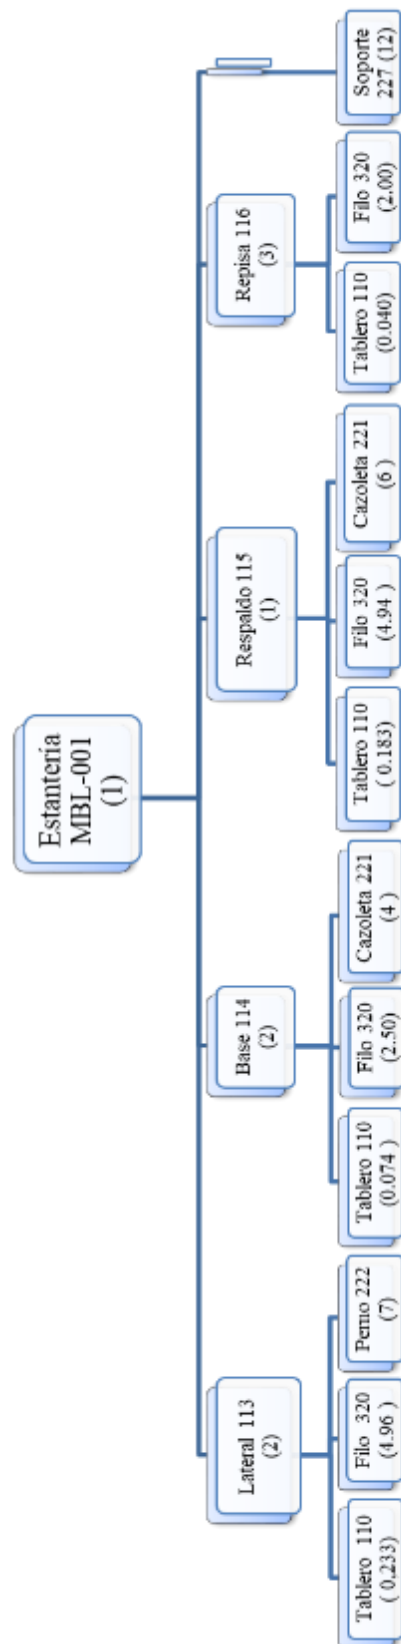 Estantería
MBL-001
(1)
Lateral 113
(2)
Base 114
(2)
Respaldo 115
(1)
Repisa 116
(3)
Tablero 110
( 0,233)
Filo 320
(4.96 )
Perno 222
(7)
Tablero 110
(0.074 )
Filo 320
(2.50)
Cazoleta 221
(4 )
Tablero 110
( 0.183)
Filo 320
(4.94 )
Cazoleta 221
(6 )
Tablero 110
(0.040)
Filo 320
(2.00)
Soporte
227 (12)